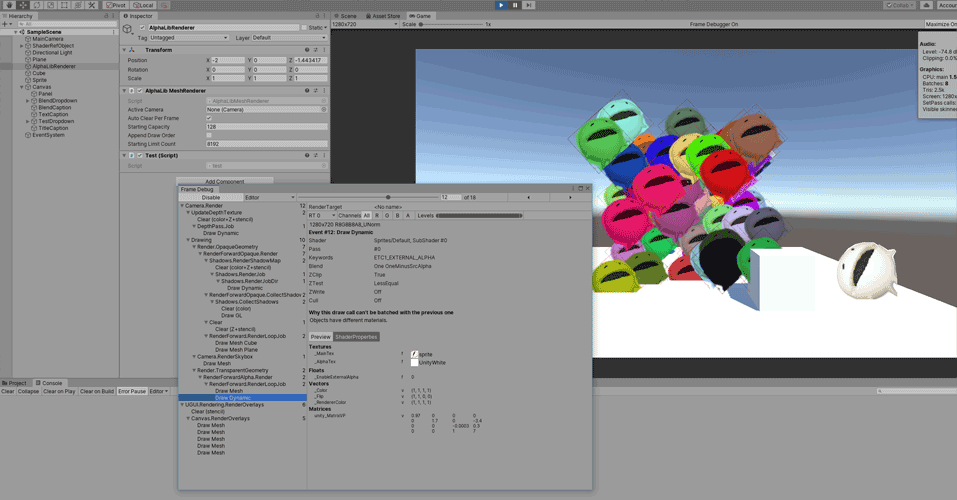 Pivot Local
Collab
Account
Hierarchy
All
SampleScene
MainCamera
ShaderRefObject
Directional Light
Plane
AlphaLibRenderer
Cube
Sprite
Canvas
Panel
BlendDropdown
BlendCaption
TextCaption
TestDropdown
TitleCaption
EventSystem
Inspector
AlphaLibRenderer Static
Tag Untagged Layer Default
Transform
Position X -2 Y 0 Z -1.443417
Rotation X 0 Y 0 Z 0
Scale X 1 Y 1 Z 1
AlphaLib MeshRenderer
Script AlphaLibMeshRenderer
Active Camera None (Camera)
Auto Clear Per Frame
Starting Capacity 128
Append Draw Order
Starting Limit Count 8192
Test (Script)
Script test
Add Component
Scene Asset Store Game
1280x720 Scale 1x Frame Debugger On Maximize On
Audio:
Level: -74.8 d
Clipping: 0.0%
Graphics:
CPU: main 1.5
Batches: 8
Tris: 2.5k
Screen: 1280x
SetPass calls:
Visible skinned
Frame Debug
Disable Editor 12 of 18
Camera.Render 12
UpdateDepthTexture 2
Clear (color+Z+stencil)
DepthPass.Job 1
Draw Dynamic
Drawing 10
Render.OpaqueGeometry 7
RenderForwardOpaque.Render 7
Shadows.RenderShadowMap 2
Clear (color+Z+stencil)
Shadows.RenderJob 1
Shadows.RenderJobDir 1
Draw Dynamic
RenderForwardOpaque.CollectShadows 2
Shadows.CollectShadows 2
Clear (color)
Draw GL
Clear 1
Clear (Z+stencil)
RenderForward.RenderLoopJob 2
Draw Mesh Cube
Draw Mesh Plane
Camera.RenderSkybox 1
Draw Mesh
Render.TransparentGeometry 2
RenderForwardAlpha.Render 2
RenderForward.RenderLoopJob 2
Draw Mesh
Draw Dynamic
UGUI.Rendering.RenderOverlays 6
Clear (stencil)
Canvas.RenderOverlays 5
Draw Mesh
Draw Mesh
Draw Mesh
Draw Mesh
Draw Mesh
RenderTarget <No name>
RT 0 Channels All R G B A Levels
1280x720 R8G8B8A8_UNorm
Event #12: Draw Dynamic
Shader Sprites/Default, SubShader #0
Pass #0
Keywords ETC1_EXTERNAL_ALPHA
Blend One OneMinusSrcAlpha
ZClip True
ZTest LessEqual
ZWrite Off
Cull Off
Why this draw call can't be batched with the previous one
Objects have different materials.
Preview ShaderProperties
Textures
_MainTex f sprite
_AlphaTex f UnityWhite
Floats
_EnableExternalAlpha f 0
Vectors
_Color v (1, 1, 1, 1)
_Flip v (1, 1, 0, 0)
_RendererColor v (1, 1, 1, 1)
Matrices
unity_MatrixVP v 0.97 0 0 0
0 1.7 0
0 0 -0.0003 0.3
0 0 1
Project Console
Clear Collapse Clear on Play Clear on Build Error Pause Editor